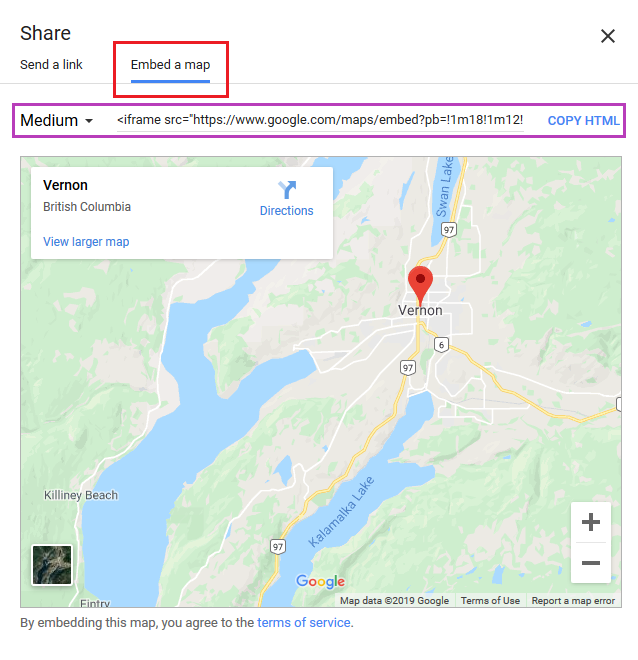 Share
Send a link
Embed a map
Medium
<iframe src="https://www.google.com/maps/embed?pb=!1m18!1m12!
COPY HTML
Vernon
British Columbia
Directions
View larger map
Swan Lake
97
Vernon
6
97
Killiney Beach
Kalamalka Lake
97
Fintry
Google
Map data ©2019 Google
Terms of Use
Report a map error
By embedding this map, you agree to the terms of service.